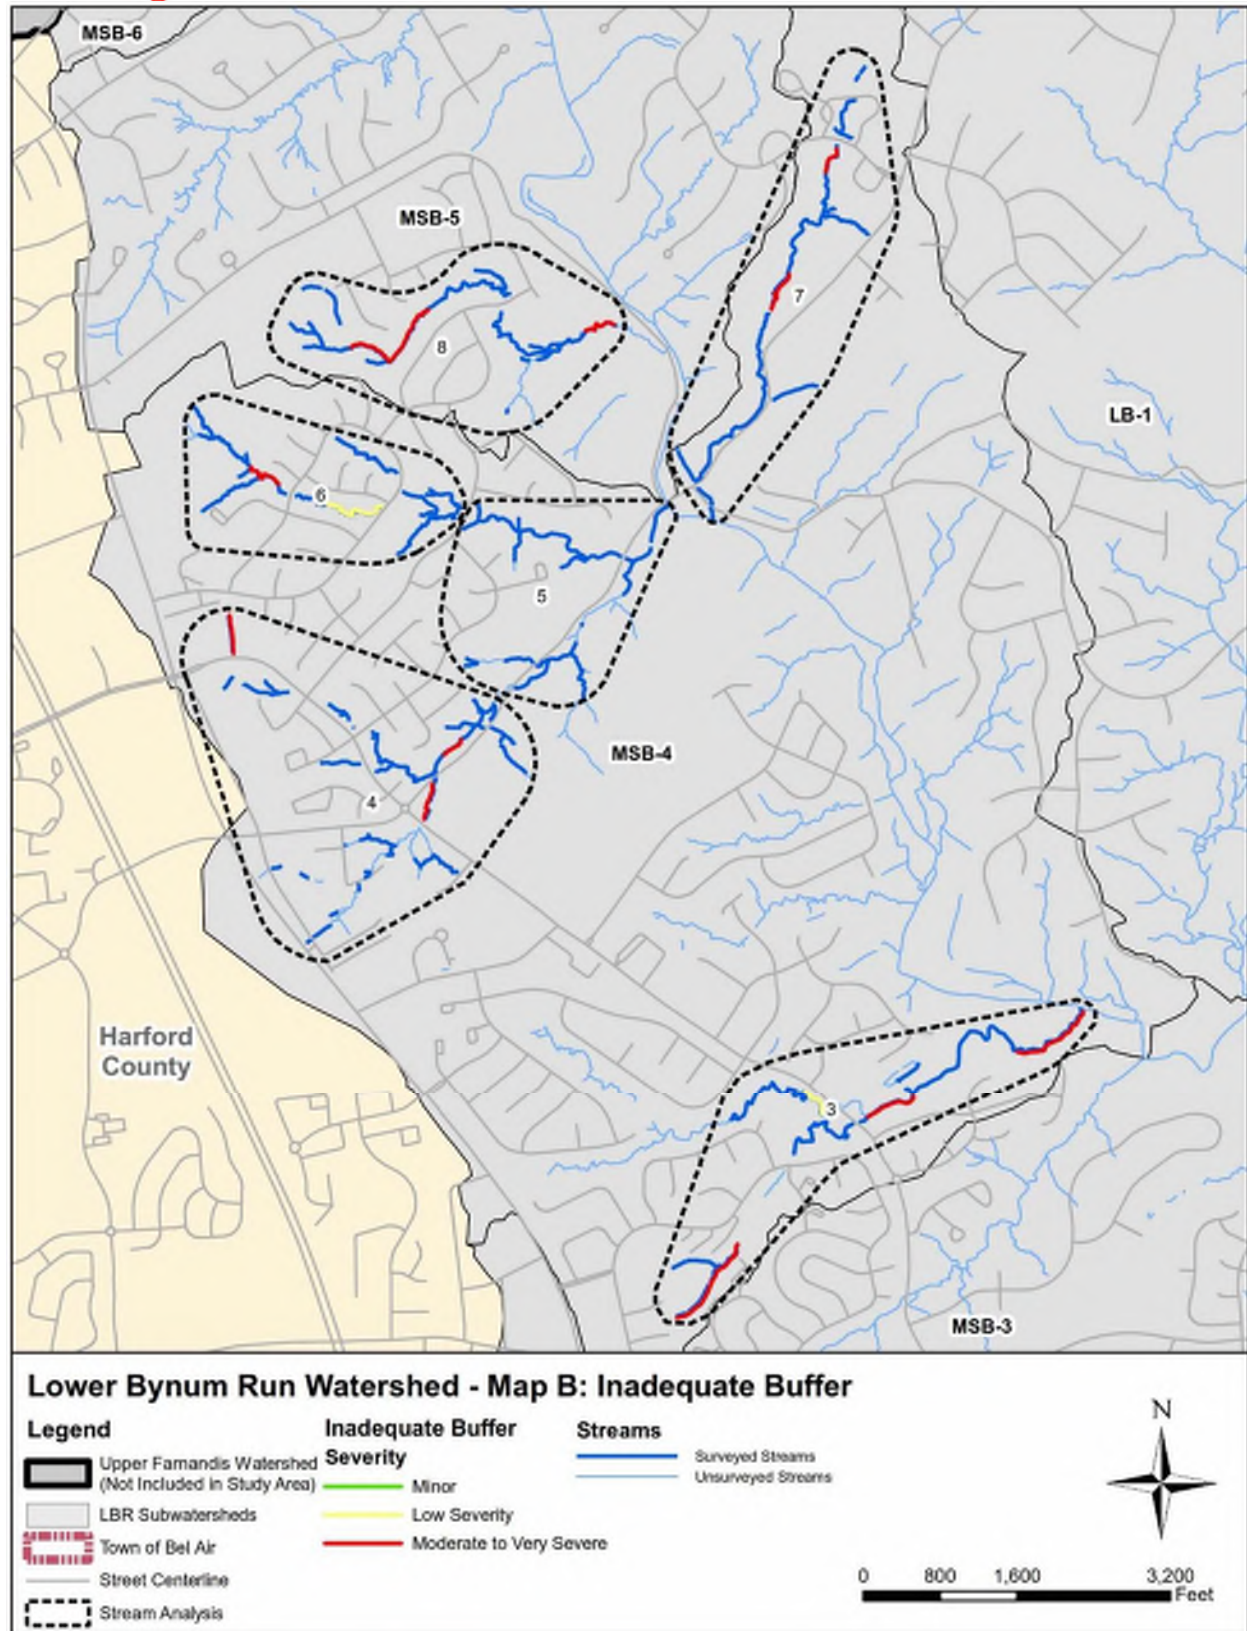 MSB-6
MSB-5
7
8
LB-1
6
5
MSB-4
4
Harford
County
3
MSB-3
Lower Bynum Run Watershed - Map B: Inadequate Buffer
Legend
Upper Farnandis Watershed
(Not Included in Study Area)
LBR Subwatersheds
Town of Bel Air
Street Centerline
Stream Analysis
Inadequate Buffer
Severity
Minor
Low Severity
Moderate to Very Severe
Streams
Surveyed Streams
Unsurveyed Streams
N
0 800 1,600 3,200
Feet